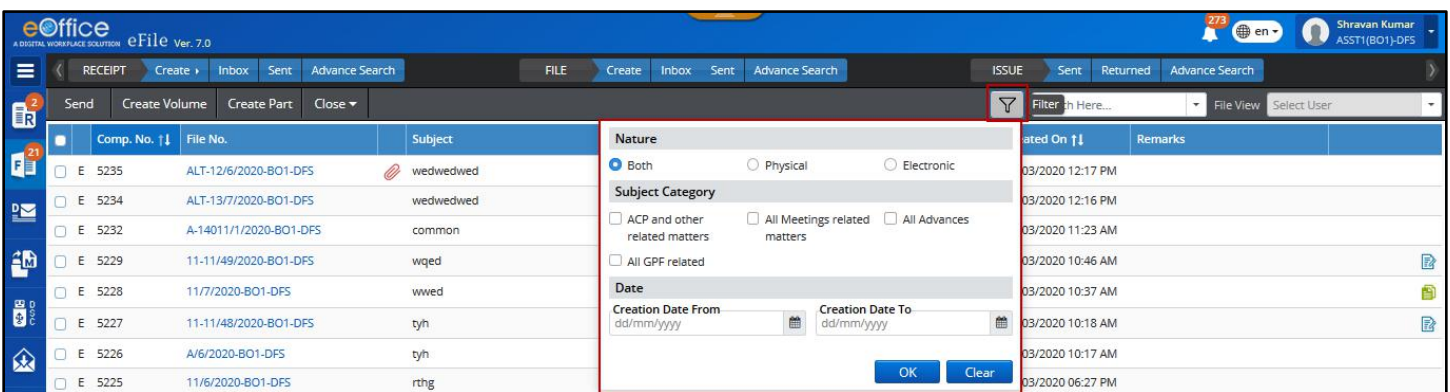 eOffice
A DIGITAL WORKPLACE SOLUTION eFile Ver. 7.0
273
en
Shravan Kumar
ASST1(BO1)-DFS
RECEIPT Create Inbox Sent Advance Search
FILE Create Inbox Sent Advance Search
ISSUE Sent Returned Advance Search
2
R
Send Create Volume Create Part Close
Filter ch Here...
File View Select User
Comp. No. File No. Subject
ated On Remarks
21
F
E 5235 ALT-12/6/2020-BO1-DFS wedwedwed
03/2020 12:17 PM
E 5234 ALT-13/7/2020-BO1-DFS wedwedwed
03/2020 12:16 PM
D
E 5232 A-14011/1/2020-BO1-DFS common
03/2020 11:23 AM
M
E 5229 11-11/49/2020-BO1-DFS wqed
03/2020 10:46 AM
E 5228 11/7/2020-BO1-DFS wwed
03/2020 10:37 AM
DSC
E 5227 11-11/48/2020-BO1-DFS tyh
03/2020 10:18 AM
E 5226 A/6/2020-BO1-DFS tyh
03/2020 10:17 AM
E 5225 11/6/2020-BO1-DFS rthg
03/2020 06:27 PM
Nature
Both Physical Electronic
Subject Category
ACP and other related matters
All Meetings related matters
All Advances
All GPF related
Date
Creation Date From Creation Date To
dd/mm/yyyy dd/mm/yyyy
OK Clear